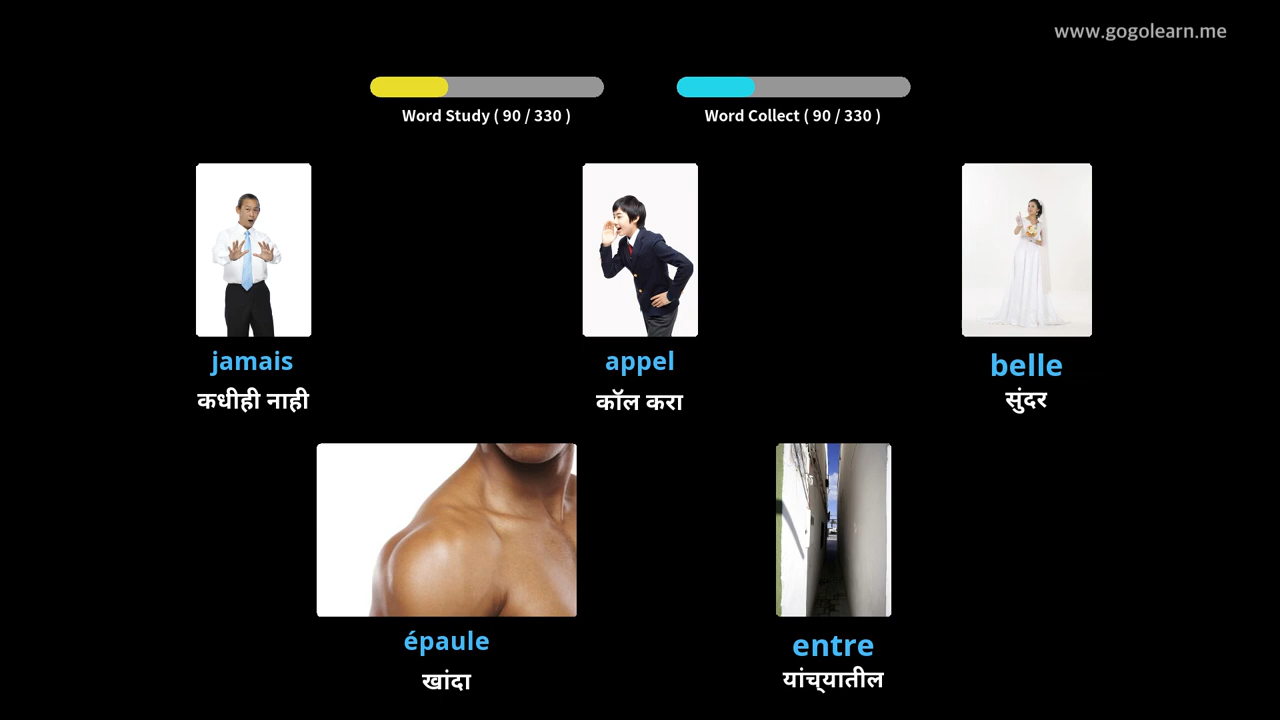 www.gogolearn.me
Word Study ( 90 / 330 )
Word Collect ( 90 / 330 )
jamais
कधीही नाही
appel
कॉल करा
belle
सुंदर
épaule
खांदा
entre
यांच्यातील